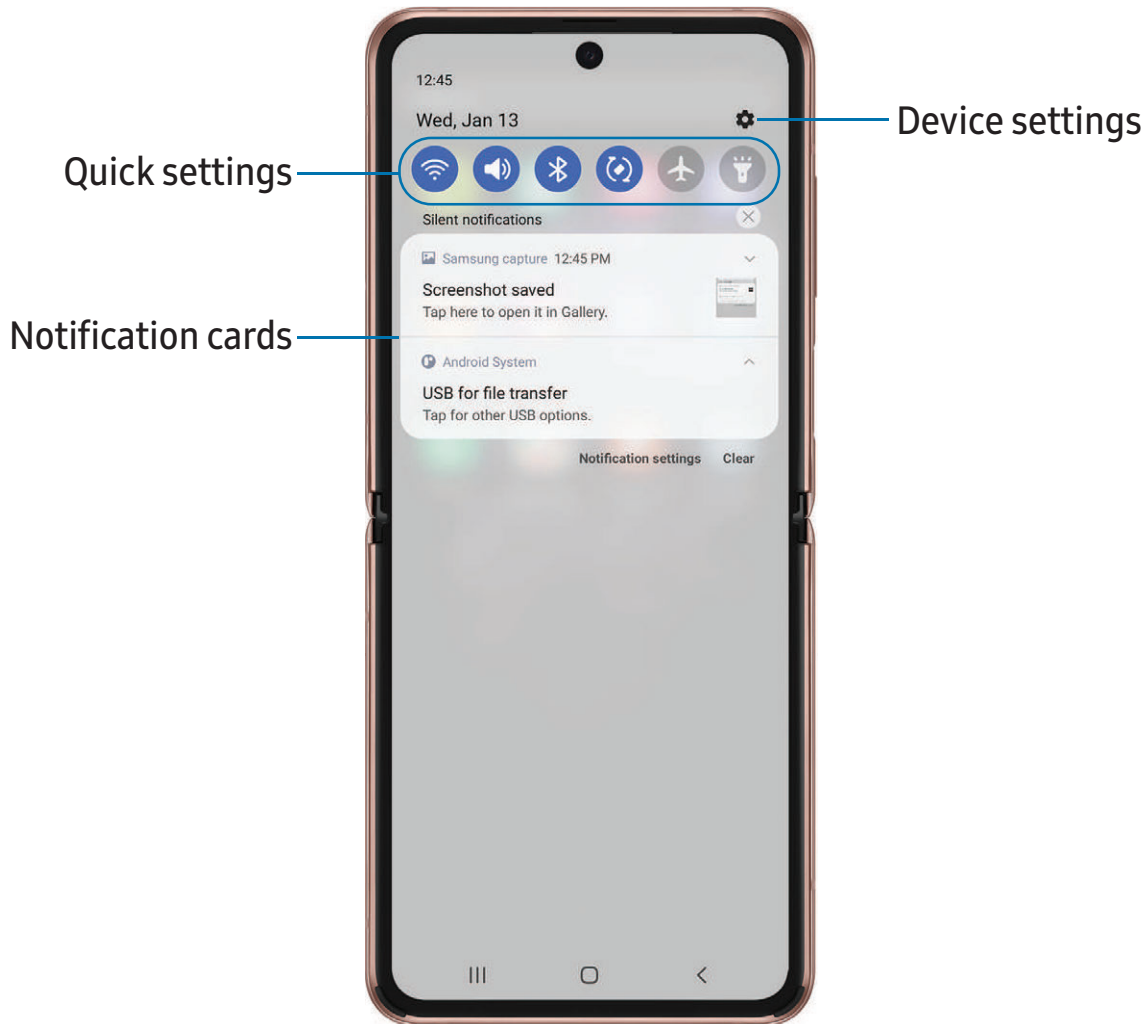 12:45
Wed, Jan 13
Device settings
Quick settings
Silent notifications
Samsung capture 12:45 PM
Screenshot saved
Tap here to open it in Gallery.
Notification cards
Android System
USB for file transfer
Tap for other USB options.
Notification settings Clear